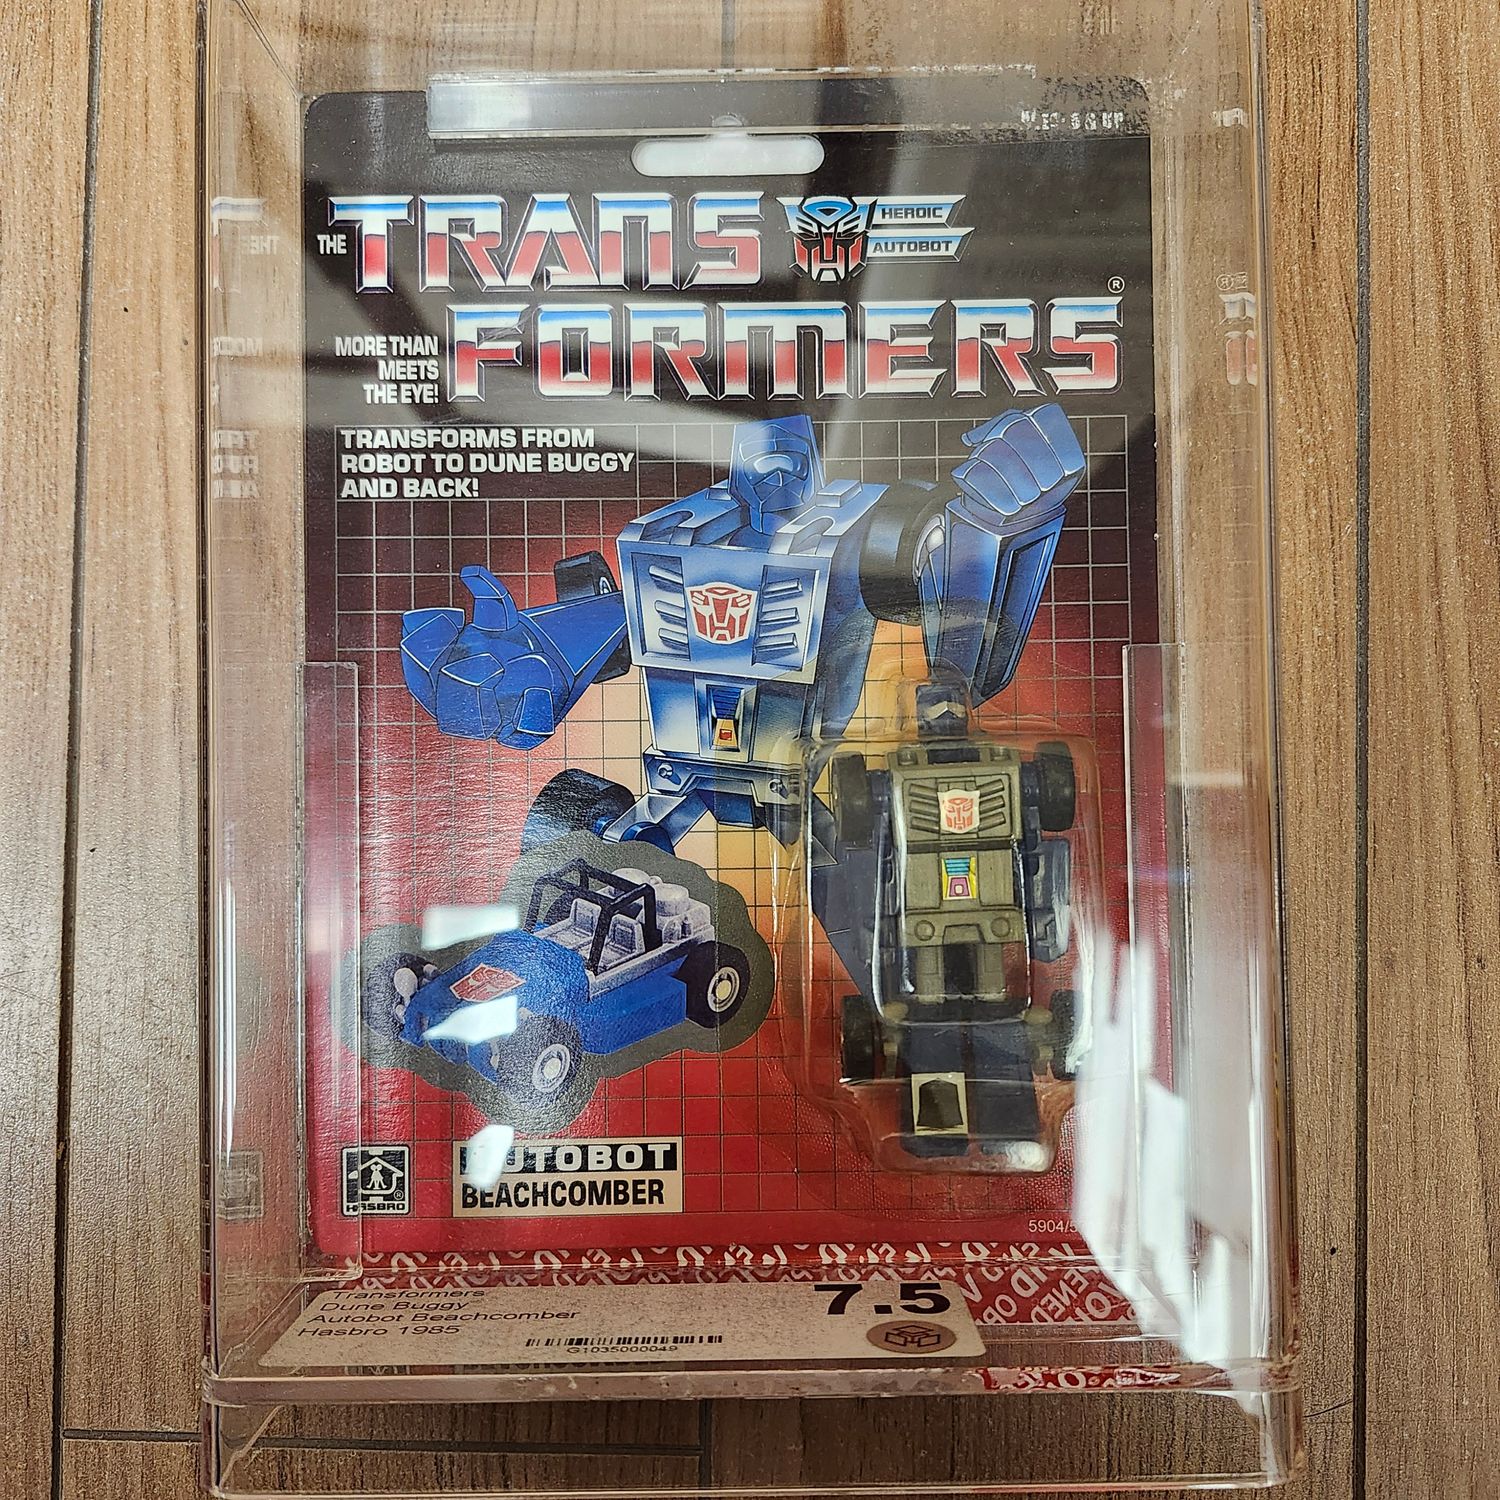 THE TRANS
HEROIC
AUTOBOT
MORE THAN
MEETS
THE EYE!
FORMERS®
TRANSFORMS FROM
ROBOT TO DUNE BUGGY
AND BACK!
HASBRO®
AUTOBOT
BEACHCOMBER
Transformers
Dune Buggy
Autobot Beachcomber
Hasbro 1985
7.5
G1035000049